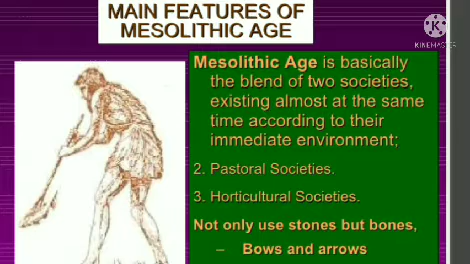 MAIN FEATURES OF
MESOLITHIC AGE
KINEMASTER
Mesolithic Age is basically
the blend of two societies,
existing almost at the same
time according to their
immediate environment;
2. Pastoral Societies.
3. Horticultural Societies.
Not only use stones but bones,
– Bows and arrows